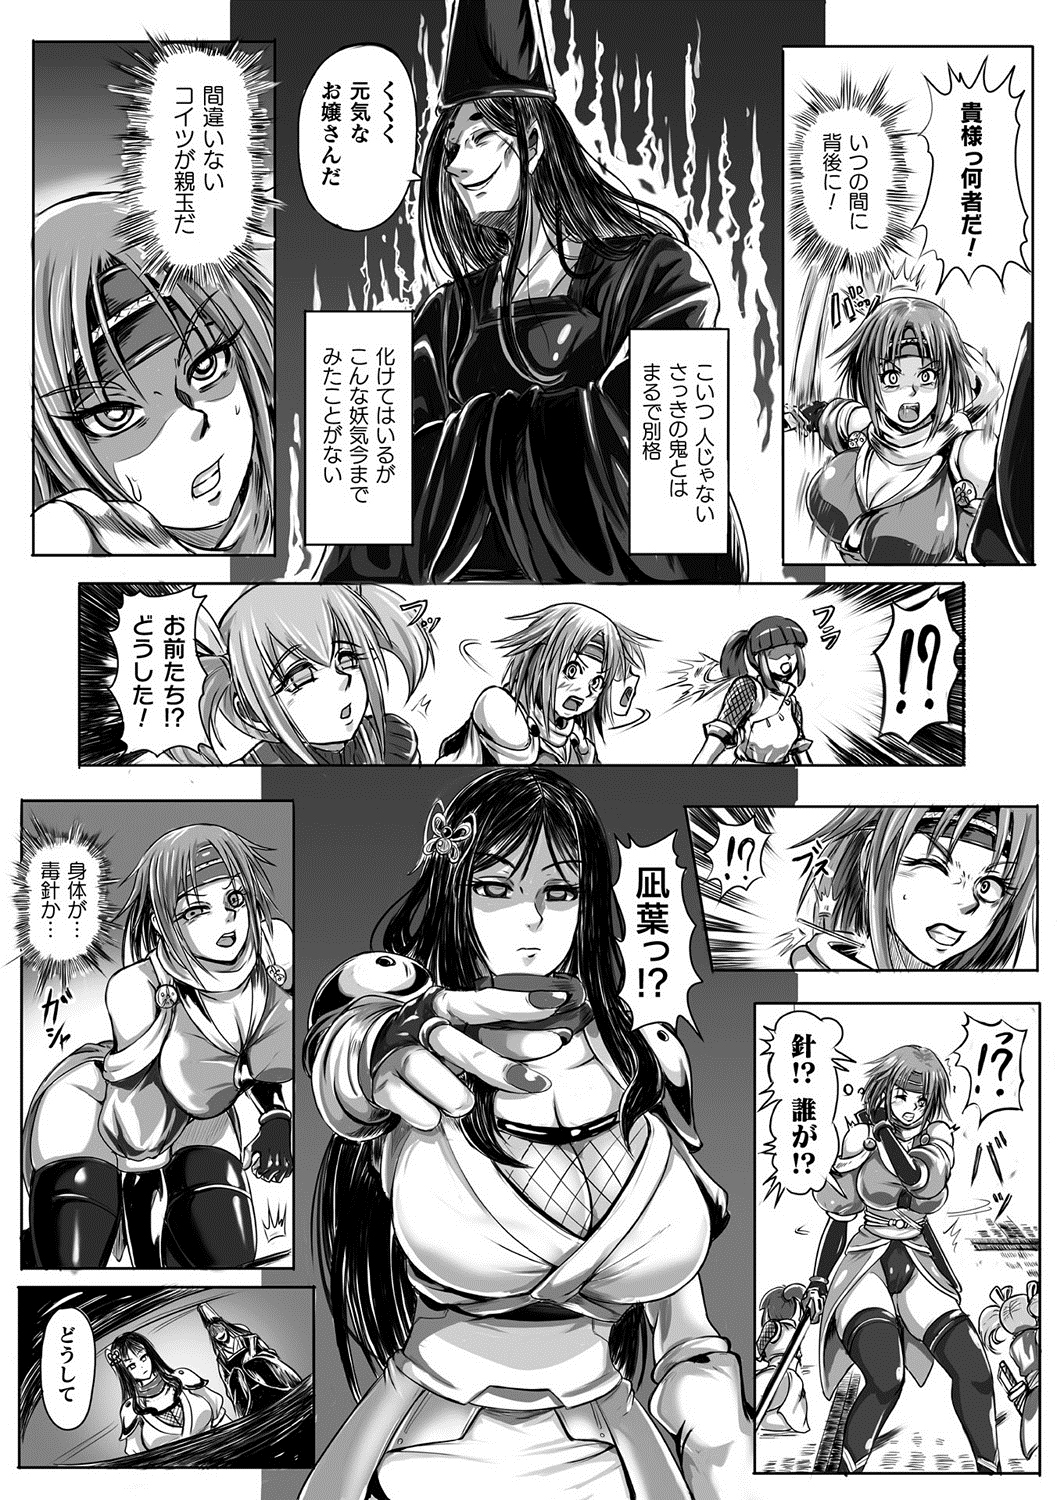 貴様っ何者だ!
いつの間に
背後に!
ズザザッ
くくく
元気な
お嬢さんだ
こいつ 人じゃない
さっきの鬼とは
まるで別格
化けてはいるが
こんな妖気今まで
みたことがない
間違いない
コイツが親玉だ
!?
フラ
フッ
お前たち!?
どうした!
!?
ブスッ
っ!?
針!? 誰が!?
凪葉っ!?
身体が…
毒針か…
ガシャ
どうして